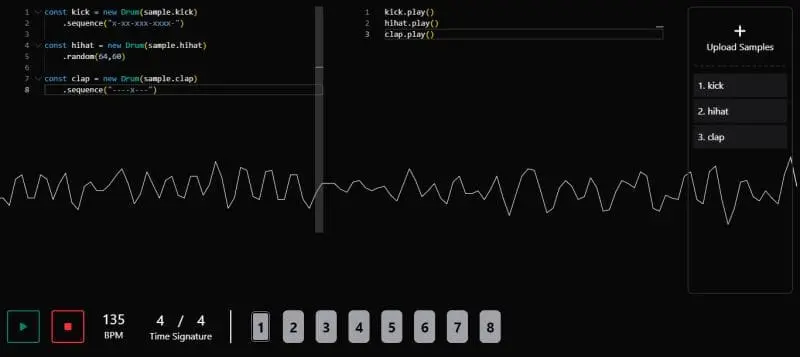 1 const kick = new Drum(sample.kick)
2 .sequence("x-xx-xxx-xxxx-")
3
4 const hihat = new Drum(sample.hihat)
5 .random(64,60)
6
7 const clap = new Drum(sample.clap)
8 .sequence("----x---")
1 kick.play()
2 hihat.play()
3 clap.play()
+
Upload Samples
1. kick
2. hihat
3. clap
135
BPM
4 / 4
Time Signature
1 2 3 4 5 6 7 8